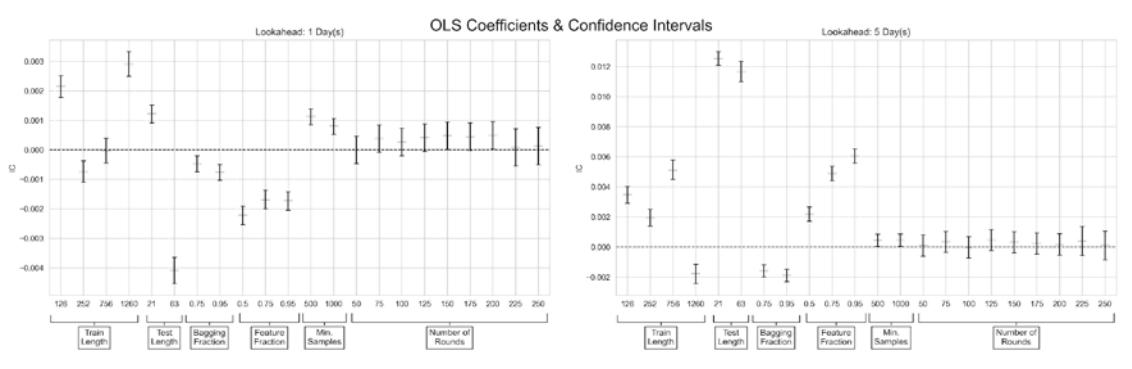 OLS Coefficients & Confidence Intervals
Lookahead: 1 Day(s)
0.003
0.002
0.001
0.000
−0.001
−0.002
−0.003
−0.004
IC
126 252 756 1260 21 63 0.75 0.95 0.5 0.75 0.95 500 1000 50 75 100 125 150 175 200 225 250
Train
Length
Test
Length
Bagging
Fraction
Feature
Fraction
Min.
Samples
Number of
Rounds
Lookahead: 5 Day(s)
0.012
0.010
0.008
0.006
0.004
0.002
0.000
−0.002
IC
126 252 756 1260 21 63 0.75 0.95 0.5 0.75 0.95 500 1000 50 75 100 125 150 175 200 225 250
Train
Length
Test
Length
Bagging
Fraction
Feature
Fraction
Min.
Samples
Number of
Rounds